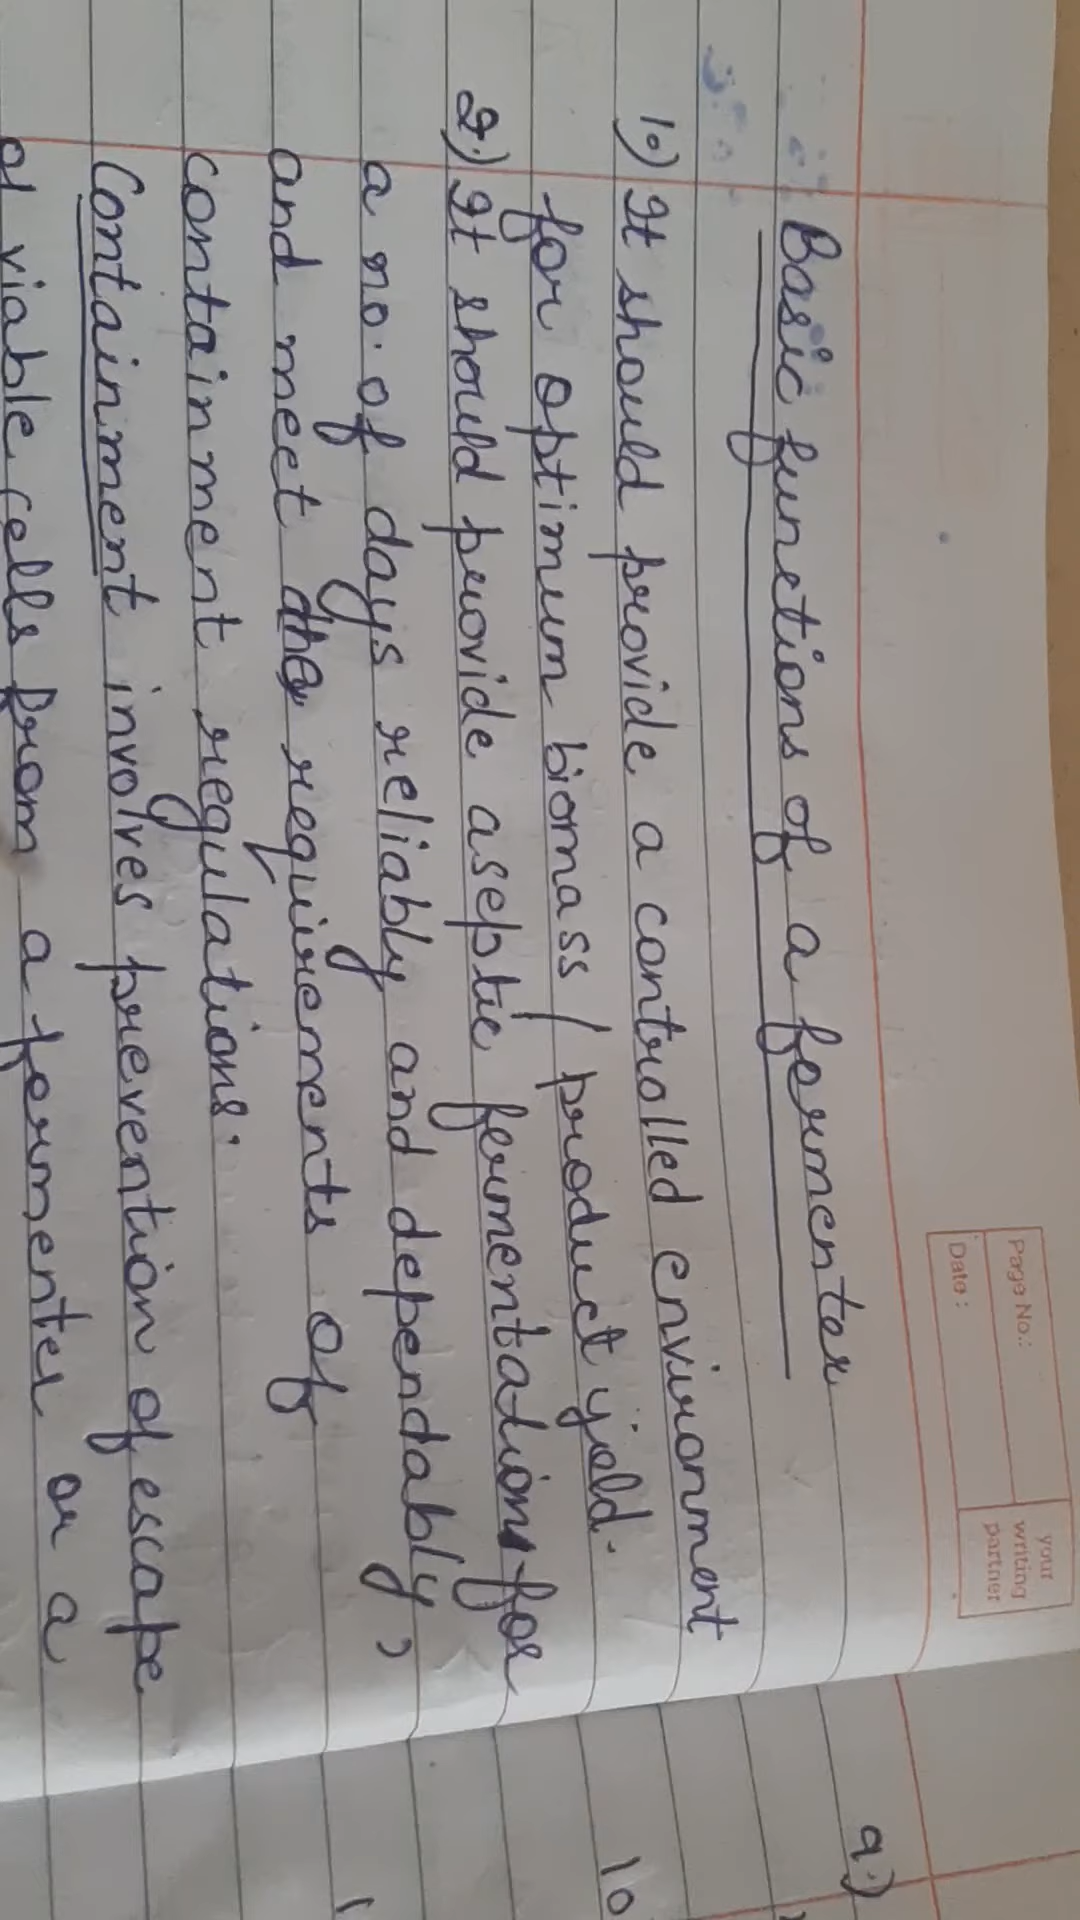 Page No.:
Date:
your
writing
partner
Basic functions of a fermenter
1.) It should provide a controlled environment
for optimum biomass / product yield.
2.) It should provide aseptic fermentations for
a no. of days reliably and dependably,
and meet the requirements of
containment regulations.
Containment involves prevention of escape
of viable cells from a fermenter or a
9.)
10